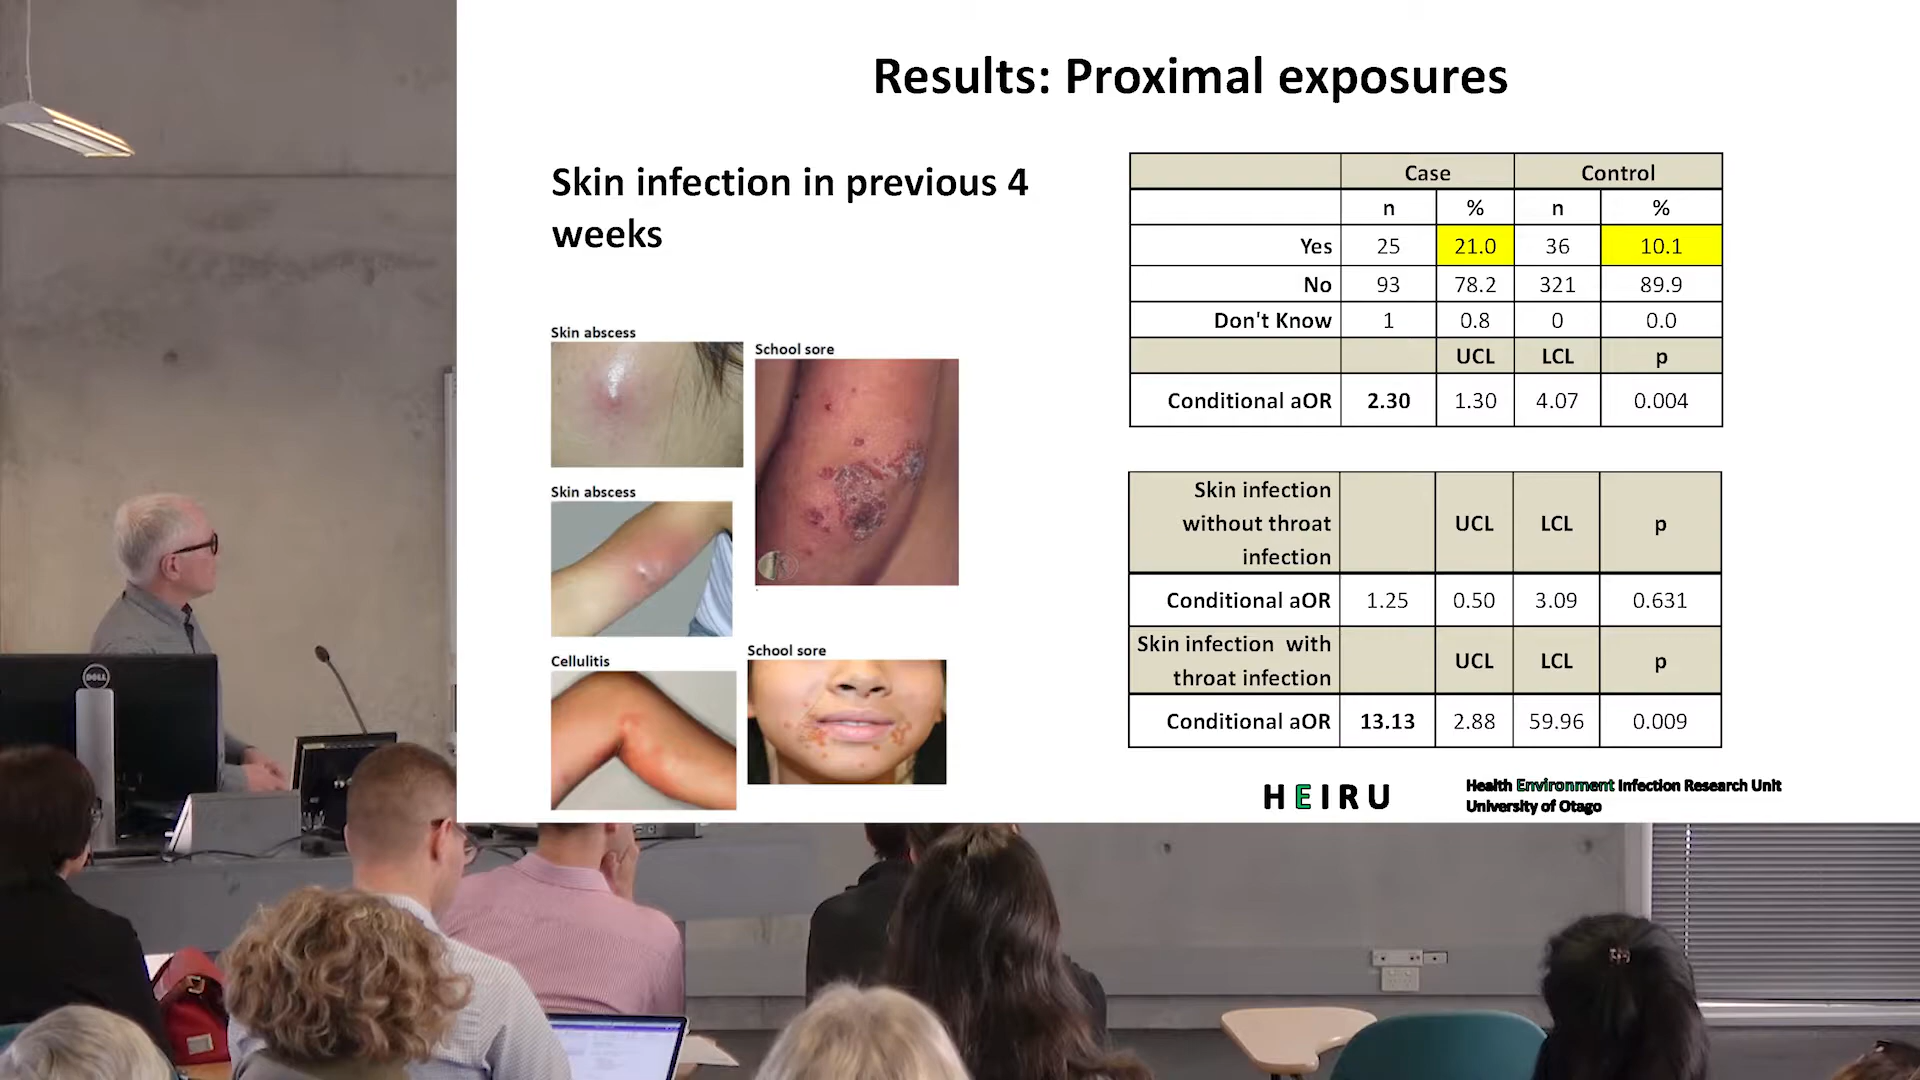 Results: Proximal exposures
Skin infection in previous 4
weeks
Skin abscess
School sore
Skin abscess
Cellulitis
School sore
Case Control
n % n %
Yes 25 21.0 36 10.1
No 93 78.2 321 89.9
Don't Know 1 0.8 0 0.0
UCL LCL p
Conditional aOR 2.30 1.30 4.07 0.004
Skin infection
without throat UCL LCL p
infection
Conditional aOR 1.25 0.50 3.09 0.631
Skin infection with
throat infection UCL LCL p
Conditional aOR 13.13 2.88 59.96 0.009
HEIRU
Health Environment Infection Research Unit
University of Otago
DELL